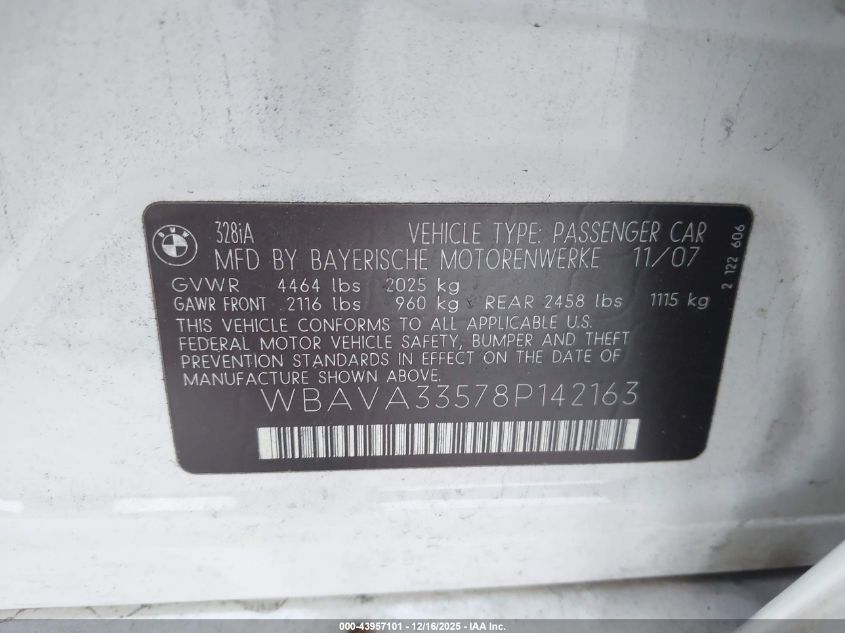 BMW
328iA VEHICLE TYPE: PASSENGER CAR
MFD BY BAYERISCHE MOTORENWERKE 11/07
GVWR 4464 lbs 2025 kg
GAWR FRONT 2116 lbs 960 kg REAR 2458 lbs 1115 kg
THIS VEHICLE CONFORMS TO ALL APPLICABLE U.S.
FEDERAL MOTOR VEHICLE SAFETY, BUMPER AND THEFT
PREVENTION STANDARDS IN EFFECT ON THE DATE OF
MANUFACTURE SHOWN ABOVE.
WBAVA33578P142163
2 122 606
000-43957101 - 12/16/2025 - IAA Inc.